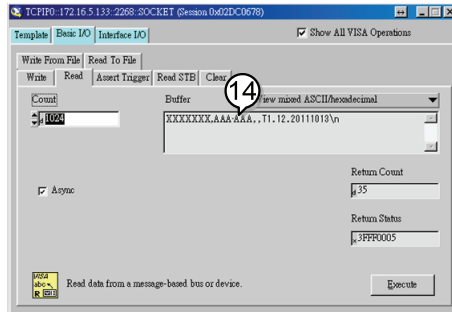 TCPIP0::172.16.5.133::2268::SOCKET (Session 0x02DC0678)
Template Basic I/O Interface I/O Show All VISA Operations
Write From File Read To File
Write Read Assert Trigger Read STB Clear
14
Count Buffer iew mixed ASCII/hexadecimal
1024
XXXXXXX,AAA-AAA,,T1.12.20111013\n
Return Count
Async
d 35
Return Status
x 3FFF0005
VISA
abc
R
Read data from a message-based bus or device. Execute